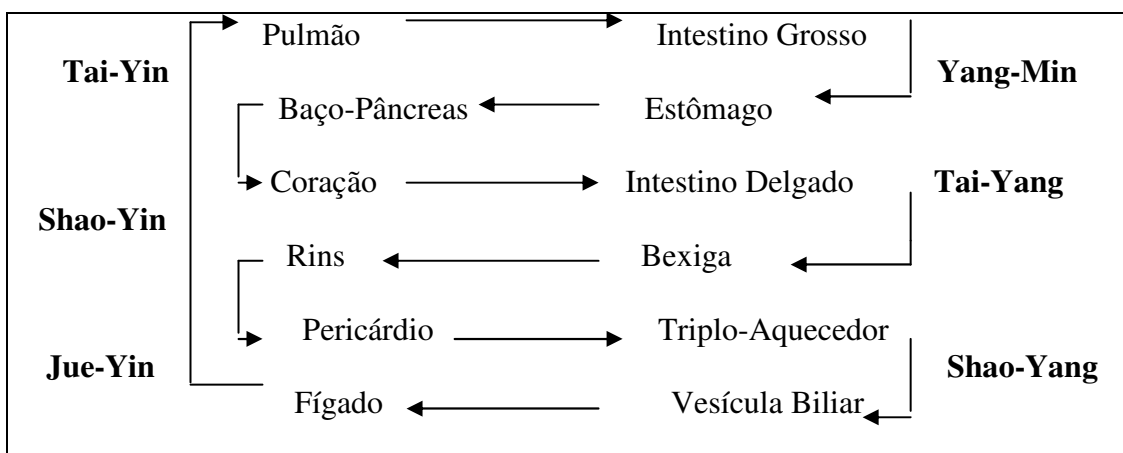 Pulmão Intestino Grosso
Tai-Yin Yang-Min
Baço-Pâncreas Estômago
Coração Intestino Delgado Tai-Yang
Shao-Yin
Rins Bexiga
Pericárdio Triplo-Aquecedor
Jue-Yin Shao-Yang
Fígado Vesícula Biliar